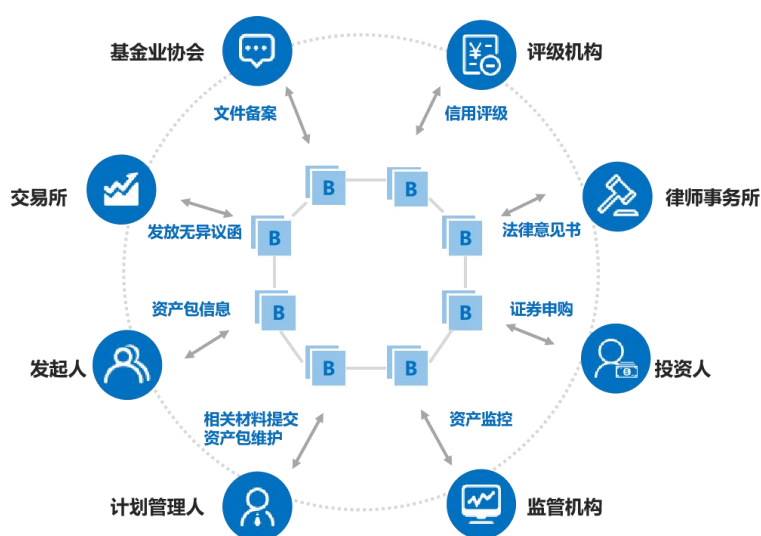 基金业协会
评级机构
文件备案
信用评级
B
B
交易所
律师事务所
发放无异议函
法律意见书
B
B
资产包信息
证券申购
B
B
发起人
投资人
B
B
相关材料提交
资产包维护
资产监控
计划管理人
监管机构